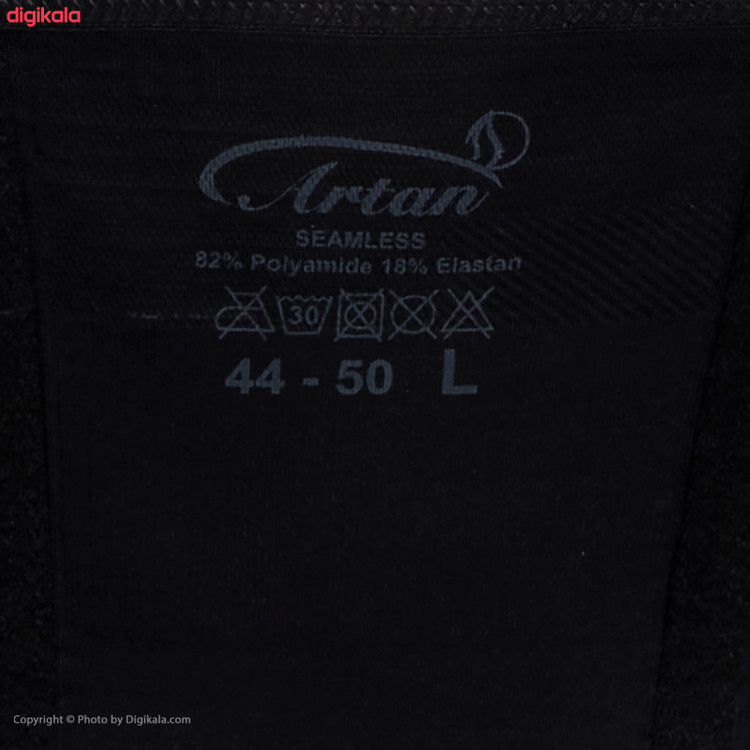 digikala
Artan
SEAMLESS
82% Polyamide 18% Elastan
30
44 - 50 L
Copyright © Photo by Digikala.com